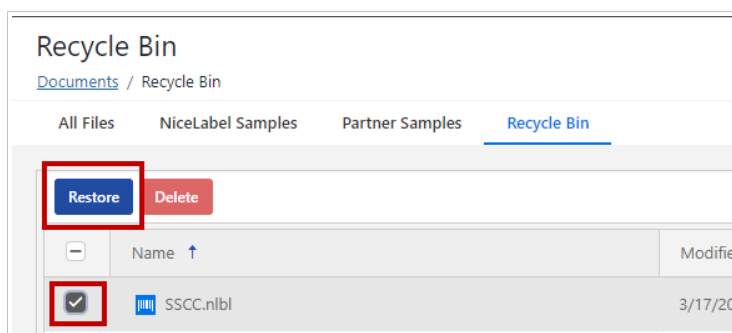 Recycle Bin
Documents / Recycle Bin
All Files NiceLabel Samples Partner Samples Recycle Bin
Restore Delete
Name ↑
SSCC.nlbl